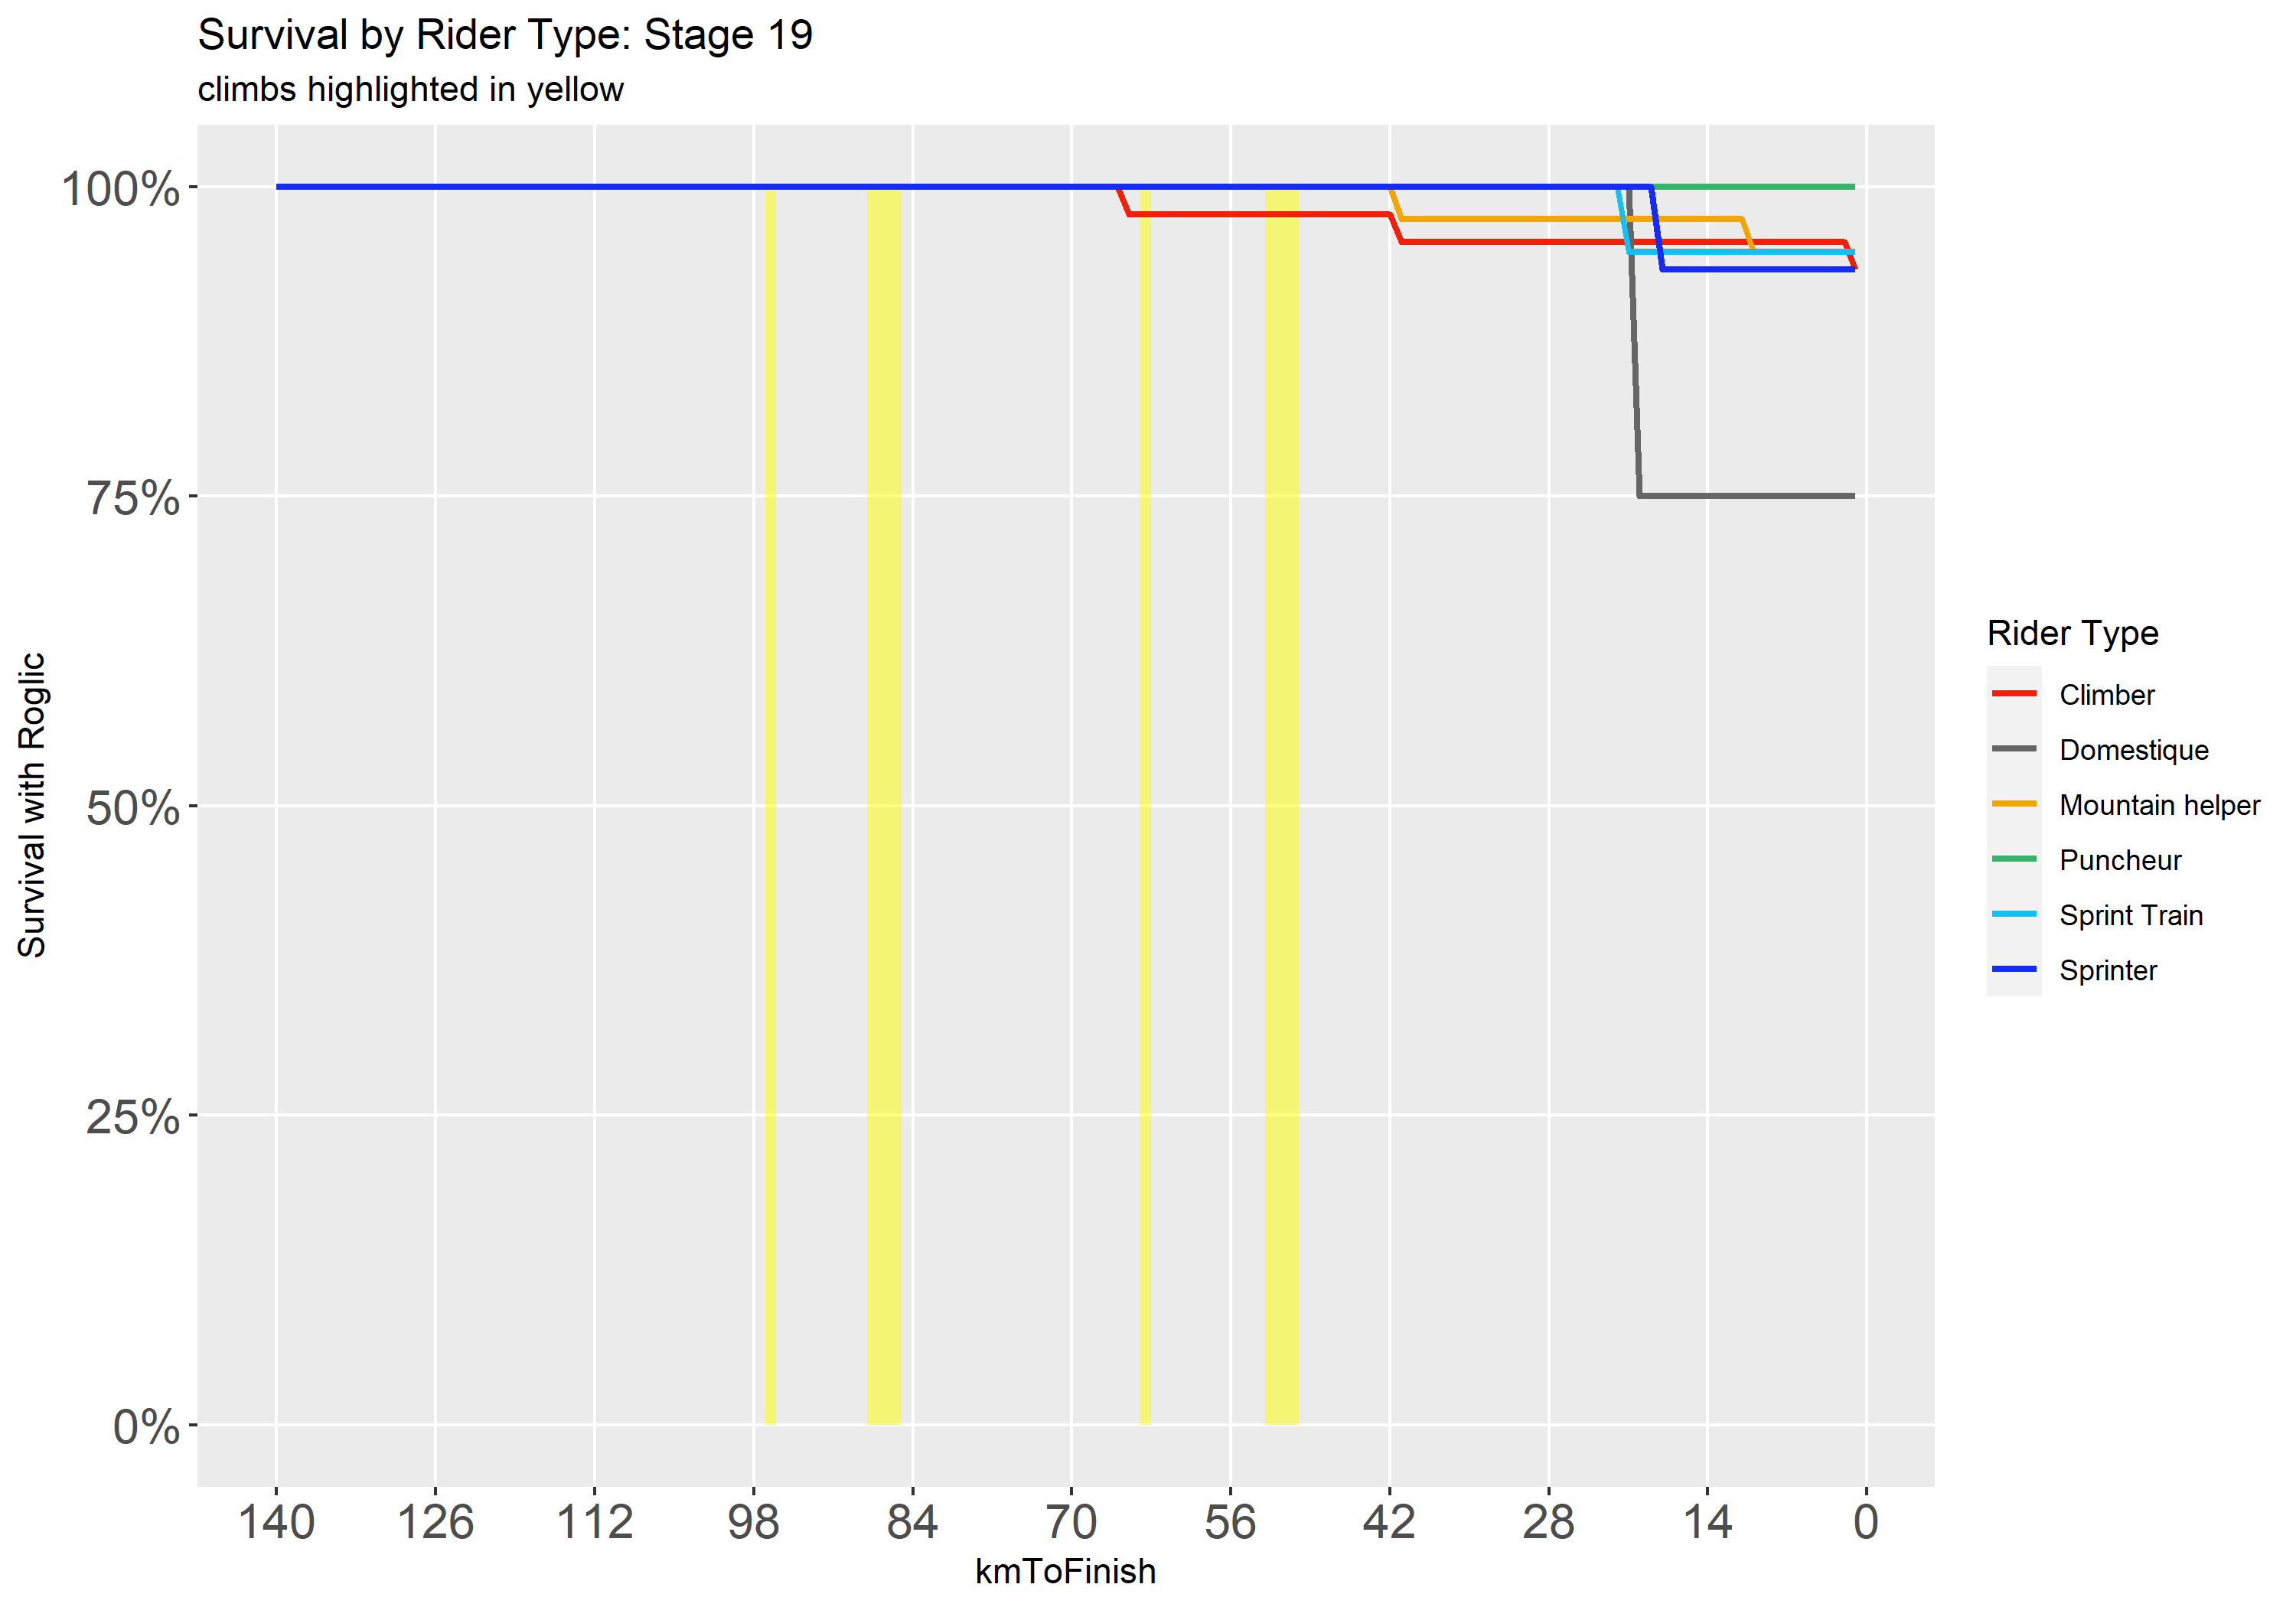 Survival by Rider Type: Stage 19
climbs highlighted in yellow
100%
75%
50%
25%
0%
Survival with Roglic
140 126 112 98 84 70 56 42 28 14 0
kmToFinish
Rider Type
Climber
Domestique
Mountain helper
Puncheur
Sprint Train
Sprinter